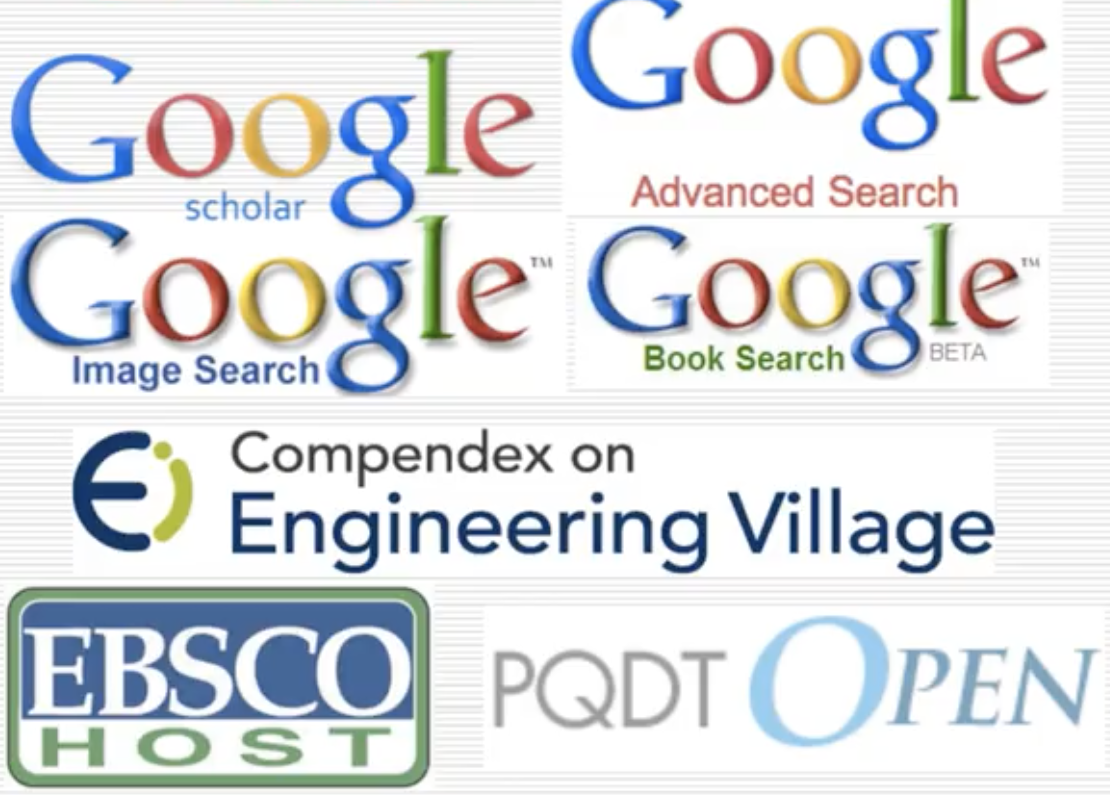 Google
scholar
Google
Advanced Search
Google™
Image Search
Google™
Book Search BETA
Ei Compendex on
Engineering Village
EBSCO
HOST
PQDT OPEN